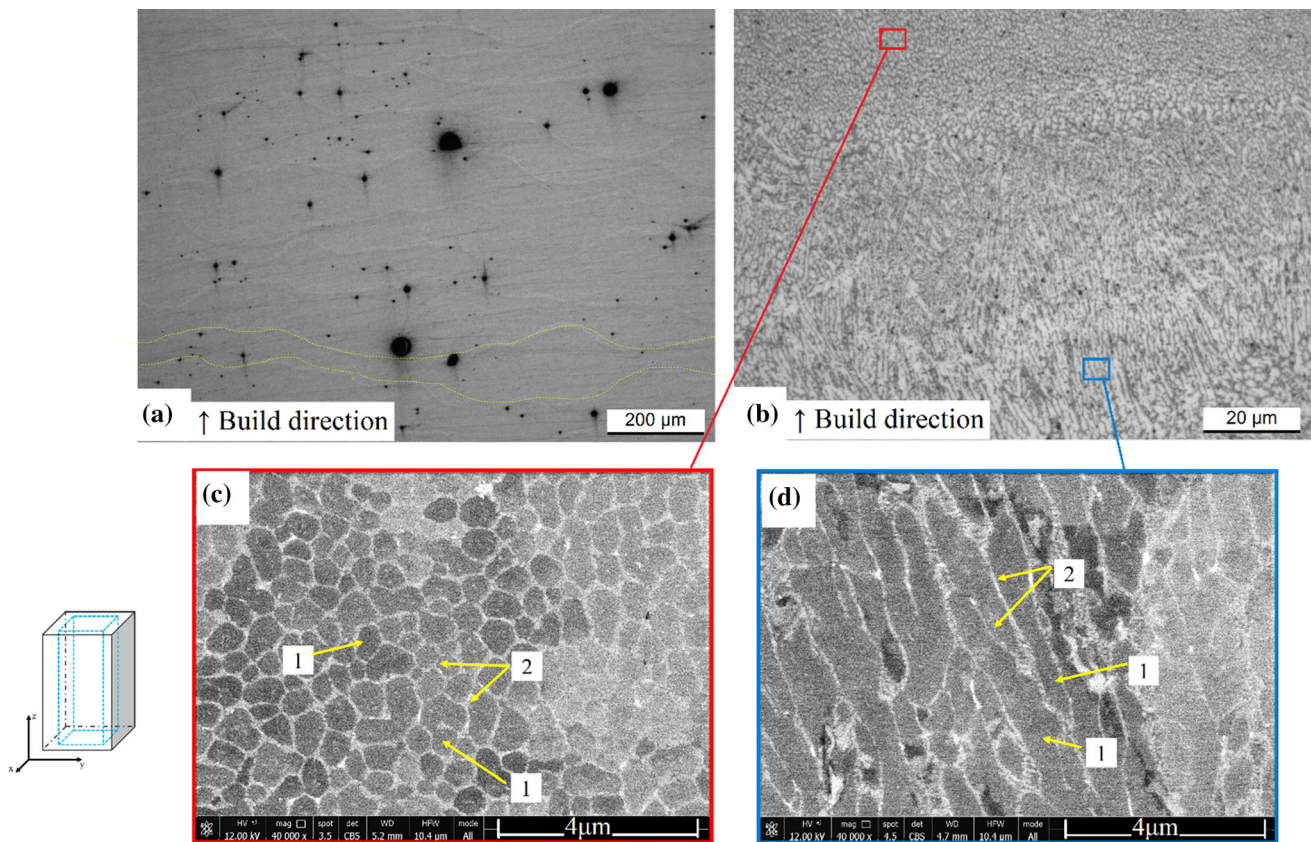 (a)
↑ Build direction
200 µm
(b)
↑ Build direction
20 µm
(c)
1
2
1
HV mag □ spot det WD HFW mode
12.00 kV 40 000 x 3.5 CBS 5.2 mm 10.4 µm All
4µm
(d)
2
1
1
HV mag □ spot det WD HFW mode
12.00 kV 40 000 x 4.5 CBS 4.7 mm 10.4 µm All
4µm
z
x
y